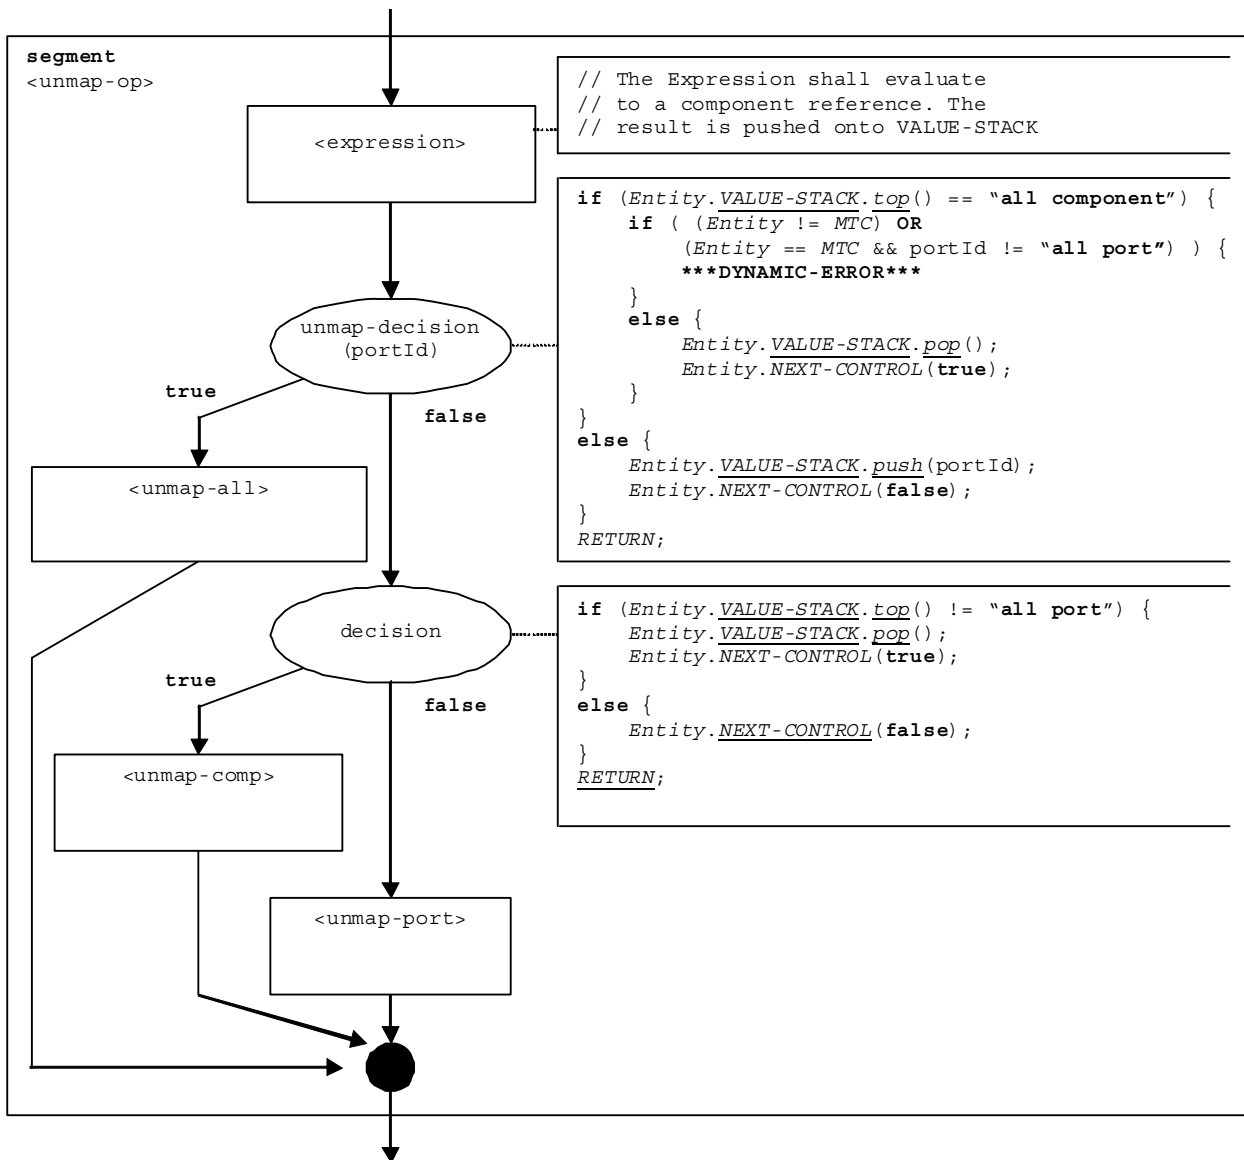 segment
<unmap-op>
<expression>
// The Expression shall evaluate
// to a component reference. The
// result is pushed onto VALUE-STACK
unmap-decision
(portId)
if (Entity.VALUE-STACK.top() == “all component”) {
if ( (Entity != MTC) OR
(Entity == MTC && portId != “all port”) ) {
***DYNAMIC-ERROR***
}
else {
Entity.VALUE-STACK.pop();
Entity.NEXT-CONTROL(true);
}
}
else {
Entity.VALUE-STACK.push(portId);
Entity.NEXT-CONTROL(false);
}
RETURN;
true
false
<unmap-all>
decision
if (Entity.VALUE-STACK.top() != “all port”) {
Entity.VALUE-STACK.pop();
Entity.NEXT-CONTROL(true);
}
else {
Entity.NEXT-CONTROL(false);
}
RETURN;
true
false
<unmap-comp>
<unmap-port>